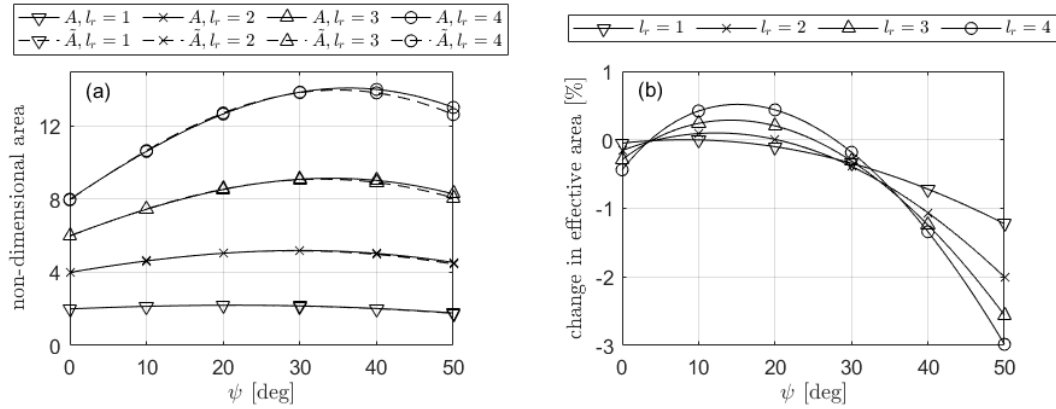 A, l_r = 1 A, l_r = 2 A, l_r = 3 A, l_r = 4
Ã, l_r = 1 Ã, l_r = 2 Ã, l_r = 3 Ã, l_r = 4
(a)
non-dimensional area
12
8
4
0
0 10 20 30 40 50
ψ [deg]
l_r = 1 l_r = 2 l_r = 3 l_r = 4
(b)
change in effective area [%]
1
0
-1
-2
-3
0 10 20 30 40 50
ψ [deg]